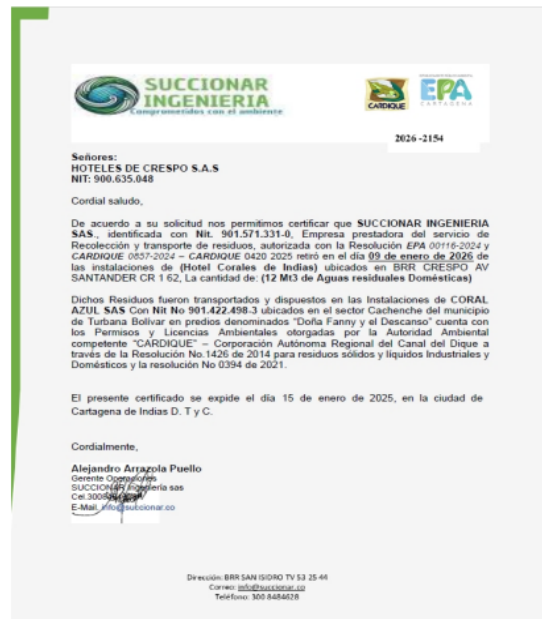 SUCCIONAR
INGENIERIA
Comprometidos con el ambiente
CARDIQUE
EPA
CARTAGENA
2026 -2154
Señores:
HOTELES DE CRESPO S.A.S
NIT: 900.635.048
Cordial saludo,
De acuerdo a su solicitud nos permitimos certificar que SUCCIONAR INGENIERIA
SAS., identificada con Nit. 901.571.331-0, Empresa prestadora del servicio de
Recolección y transporte de residuos, autorizada con la Resolución EPA 00116-2024 y
CARDIQUE 0857-2024 – CARDIQUE 0420 2025 retiró en el día 09 de enero de 2026 de
las instalaciones de (Hotel Corales de Indias) ubicados en BRR CRESPO AV
SANTANDER CR 1 62, La cantidad de: (12 Mt3 de Aguas residuales Domésticas)
Dichos Residuos fueron transportados y dispuestos en las Instalaciones de CORAL
AZUL SAS Con Nit No 901.422.498-3 ubicados en el sector Cachenche del municipio
de Turbana Bolívar en predios denominados "Doña Fanny y el Descanso" cuenta con
los Permisos y Licencias Ambientales otorgadas por la Autoridad Ambiental
competente "CARDIQUE" – Corporación Autónoma Regional del Canal del Dique a
través de la Resolución No.1426 de 2014 para residuos sólidos y líquidos Industriales y
Domésticos y la resolución No 0394 de 2021.
El presente certificado se expide el día 15 de enero de 2025, en la ciudad de
Cartagena de Indias D. T y C.
Cordialmente,
Alejandro Arrazola Puello
Gerente Operaciones
SUCCIONAR Ingeniería sas
E-Mail. info@succionar.co
Dirección: BRR SAN ISIDRO TV 53 25 44
Correo: info@succionar.co
Teléfono: 300 8484628